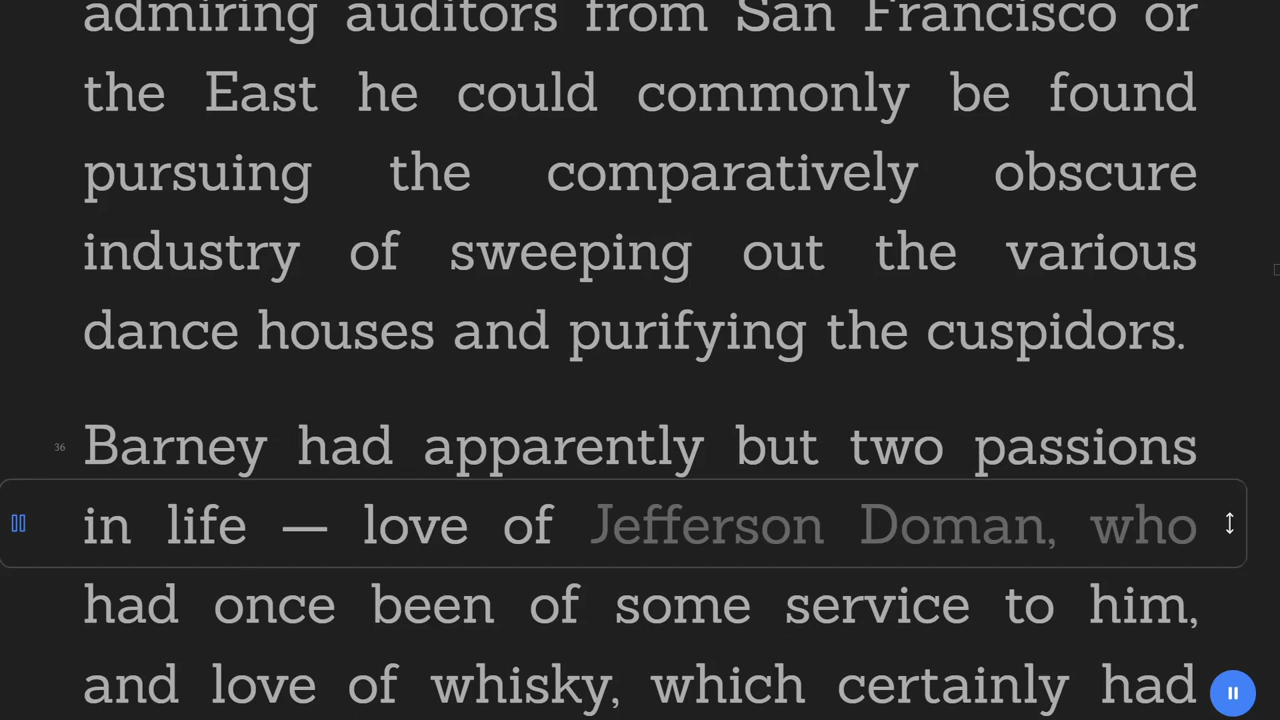 admiring auditors from San Francisco or
the East he could commonly be found
pursuing the comparatively obscure
industry of sweeping out the various
dance houses and purifying the cuspidors.
36
Barney had apparently but two passions
in life — love of Jefferson Doman, who
had once been of some service to him,
and love of whisky, which certainly had